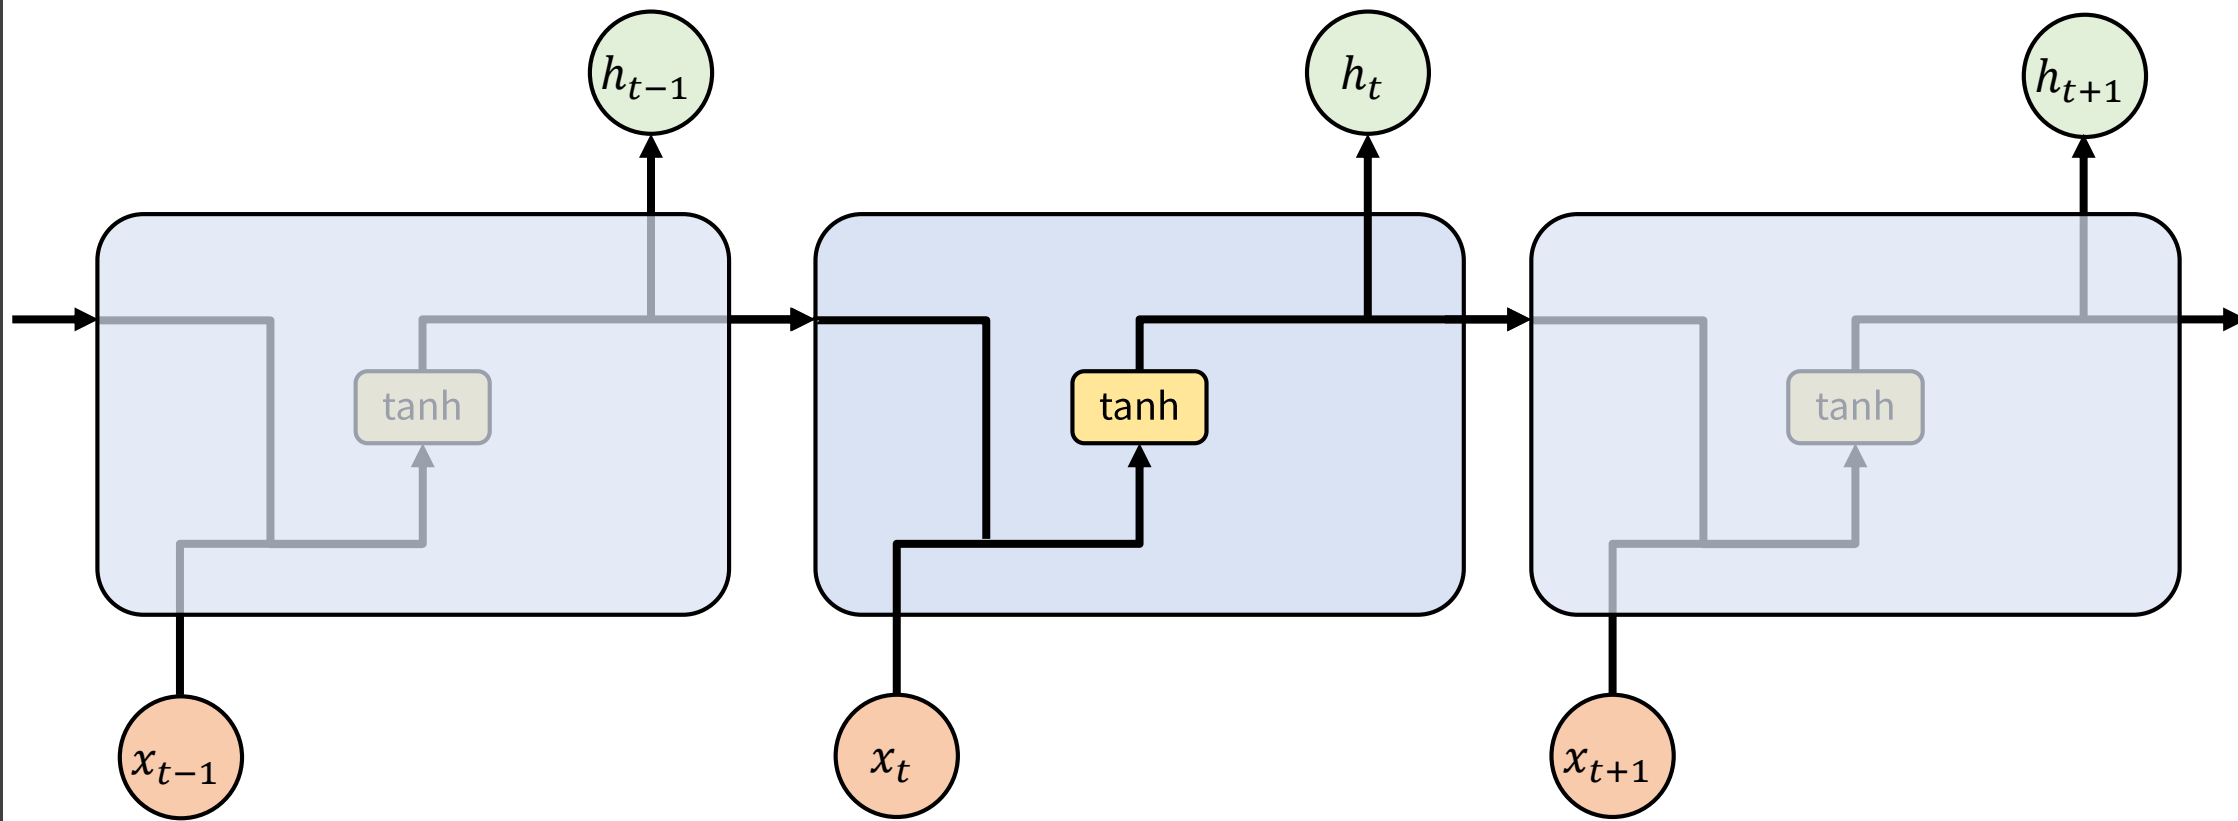 h_{t−1} h_t h_{t+1}
tanh tanh tanh
x_{t−1} x_t x_{t+1}